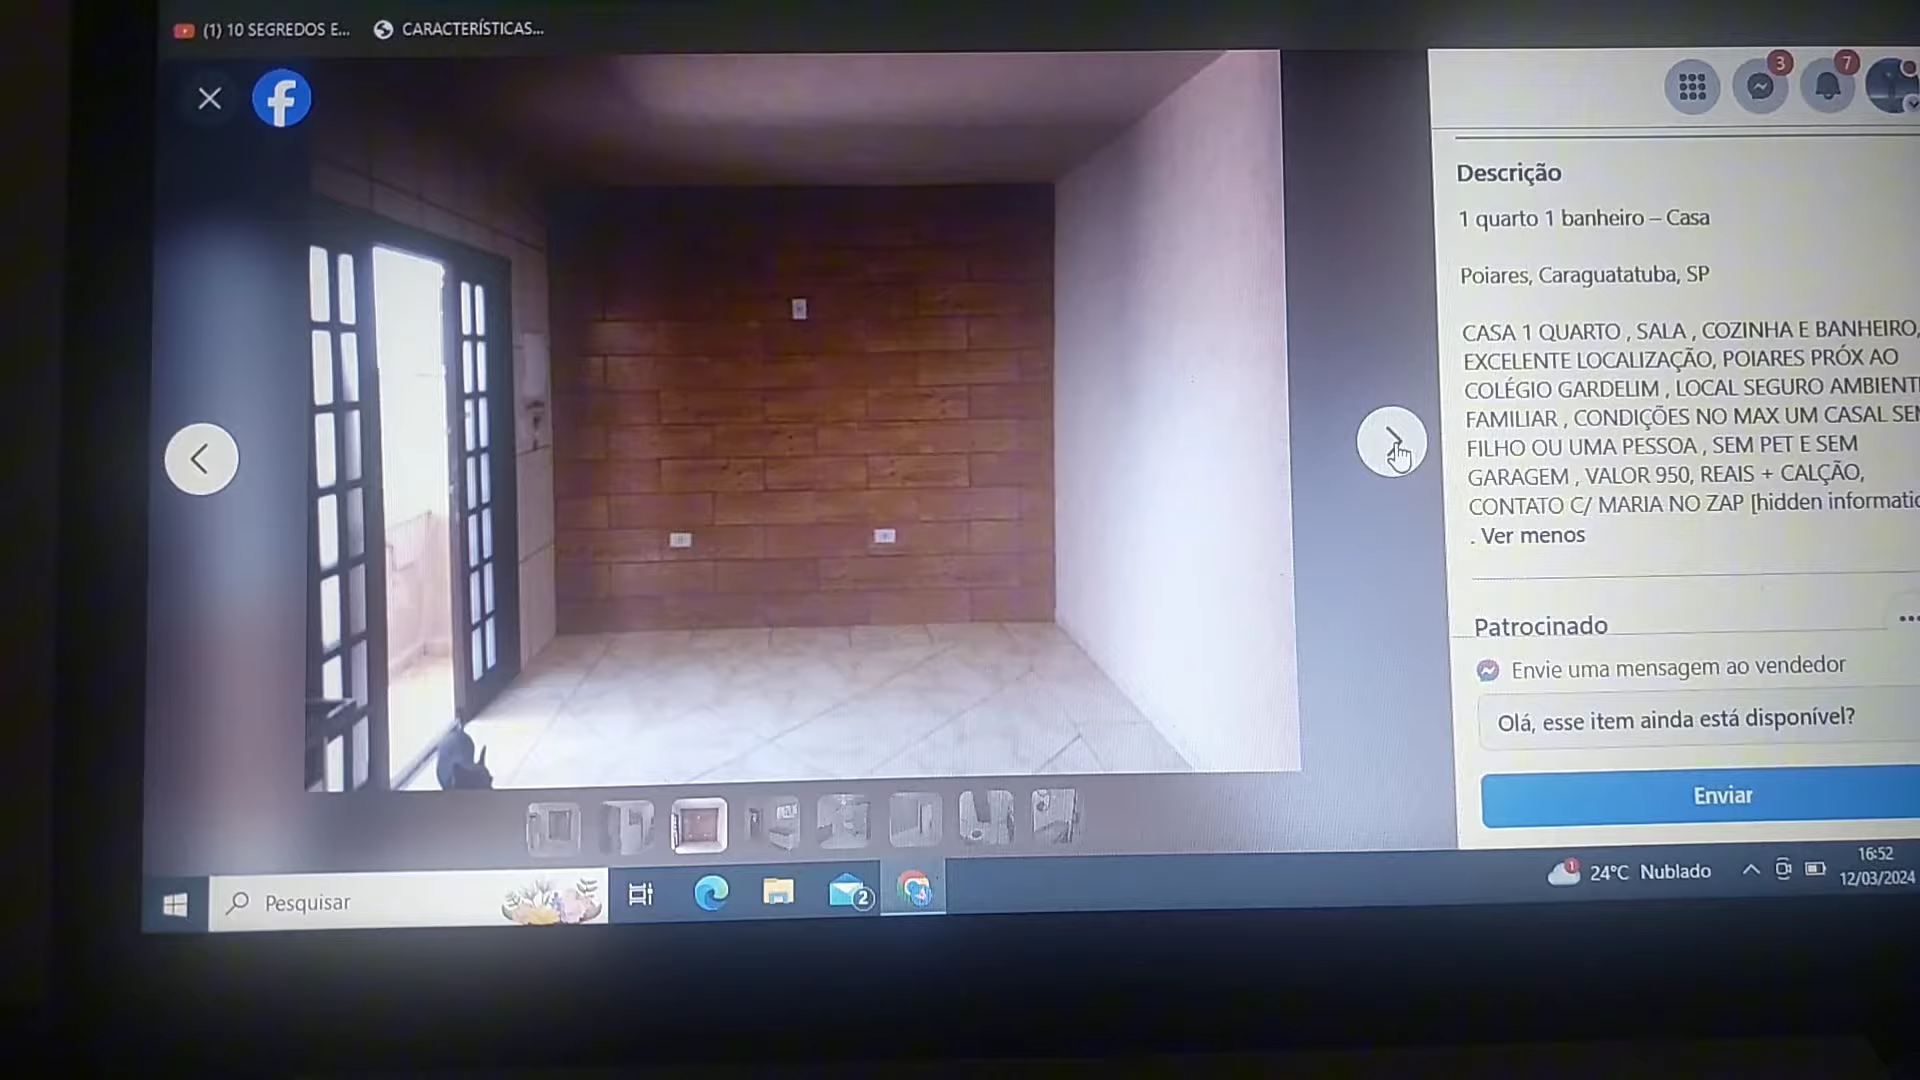 (1) 10 SEGREDOS E...
CARACTERÍSTICAS...
3
7
Descrição
1 quarto 1 banheiro – Casa
Poiares, Caraguatatuba, SP
CASA 1 QUARTO , SALA , COZINHA E BANHEIRO,
EXCELENTE LOCALIZAÇÃO, POIARES PRÓX AO
COLÉGIO GARDELIM , LOCAL SEGURO AMBIENT
FAMILIAR , CONDIÇÕES NO MAX UM CASAL SE
FILHO OU UMA PESSOA , SEM PET E SEM
GARAGEM , VALOR 950, REAIS + CALÇÃO,
CONTATO C/ MARIA NO ZAP [hidden informatio
. Ver menos
Patrocinado
Envie uma mensagem ao vendedor
Olá, esse item ainda está disponível?
Enviar
Pesquisar
2
1
24°C Nublado
16:52
12/03/2024